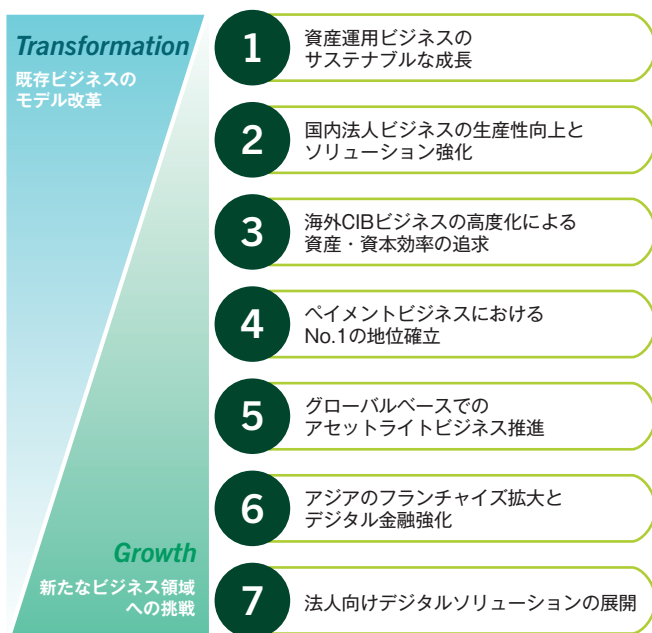 Transformation
既存ビジネスの
モデル改革
1
資産運用ビジネスの
サステナブルな成長
2
国内法人ビジネスの生産性向上と
ソリューション強化
3
海外CIBビジネスの高度化による
資産・資本効率の追求
4
ペイメントビジネスにおける
No.1の地位確立
5
グローバルベースでの
アセットライトビジネス推進
6
アジアのフランチャイズ拡大と
デジタル金融強化
Growth
新たなビジネス領域
への挑戦
7
法人向けデジタルソリューションの展開